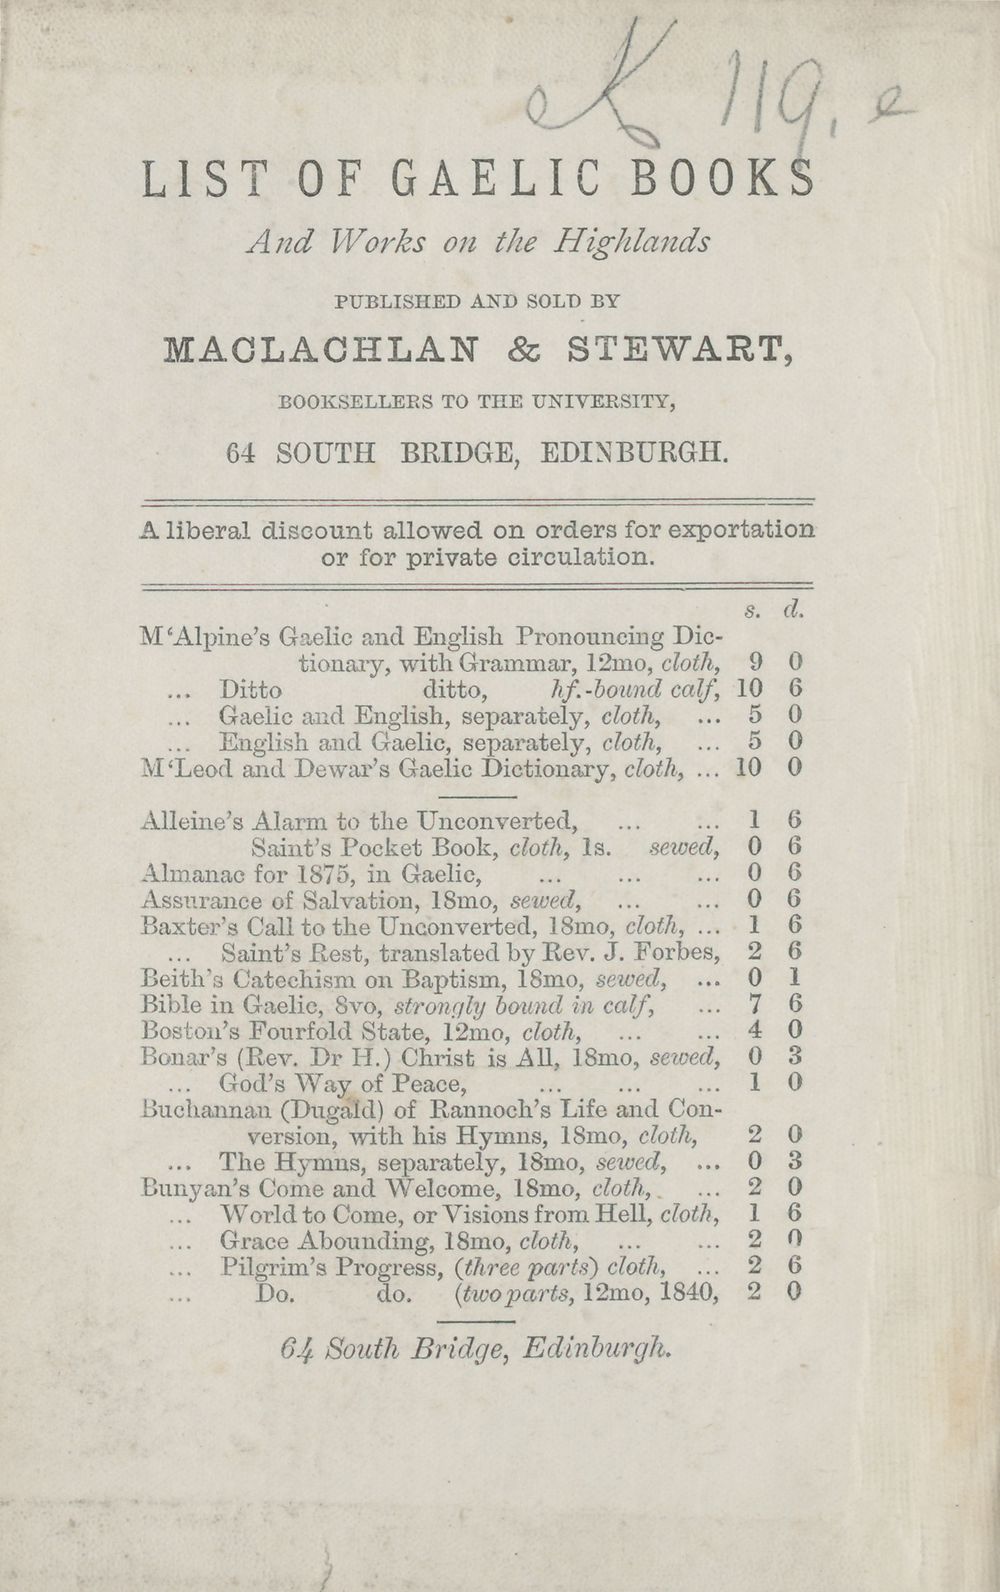 K 119. e
LIST OF GAELIC BOOKS
And Works on the Highlands
PUBLISHED AND SOLD BY
MACLACHLAN & STEWART,
BOOKSELLERS TO THE UNIVERSITY,
64 SOUTH BRIDGE, EDINBURGH.
A liberal discount allowed on orders for exportation
or for private circulation.
s. d.
M‘Alpine's Gaelic and English Pronouncing Dic-
tionary, with Grammar, 12mo, cloth, 9 0
... Ditto ditto, hf.-bound calf, 10 6
... Gaelic and English, separately, cloth, ... 5 0
... English and Gaelic, separately, cloth, ... 5 0
M‘Leod and Dewar's Gaelic Dictionary, cloth, ... 10 0
Alleine's Alarm to the Unconverted, ... ... 1 6
Saint's Pocket Book, cloth, 1s. sewed, 0 6
Almanac for 1875, in Gaelic, ... ... ... 0 6
Assurance of Salvation, 18mo, sewed, ... ... 0 6
Baxter's Call to the Unconverted, 18mo, cloth, ... 1 6
... Saint's Rest, translated by Rev. J. Forbes, 2 6
Beith's Catechism on Baptism, 18mo, sewed, ... 0 1
Bible in Gaelic, 8vo, strongly bound in calf, ... 7 6
Boston's Fourfold State, 12mo, cloth, ... ... 4 0
Bonar's (Rev. Dr H.) Christ is All, 18mo, sewed, 0 3
... God's Way of Peace, ... ... ... 1 0
Buchannan (Dugald) of Rannoch's Life and Con-
version, with his Hymns, 18mo, cloth, 2 0
... The Hymns, separately, 18mo, sewed, ... 0 3
Bunyan's Come and Welcome, 18mo, cloth, ... 2 0
... World to Come, or Visions from Hell, cloth, 1 6
... Grace Abounding, 18mo, cloth, ... ... 2 0
... Pilgrim's Progress, (three parts) cloth, ... 2 6
... Do. do. (two parts, 12mo, 1840, 2 0
64 South Bridge, Edinburgh.